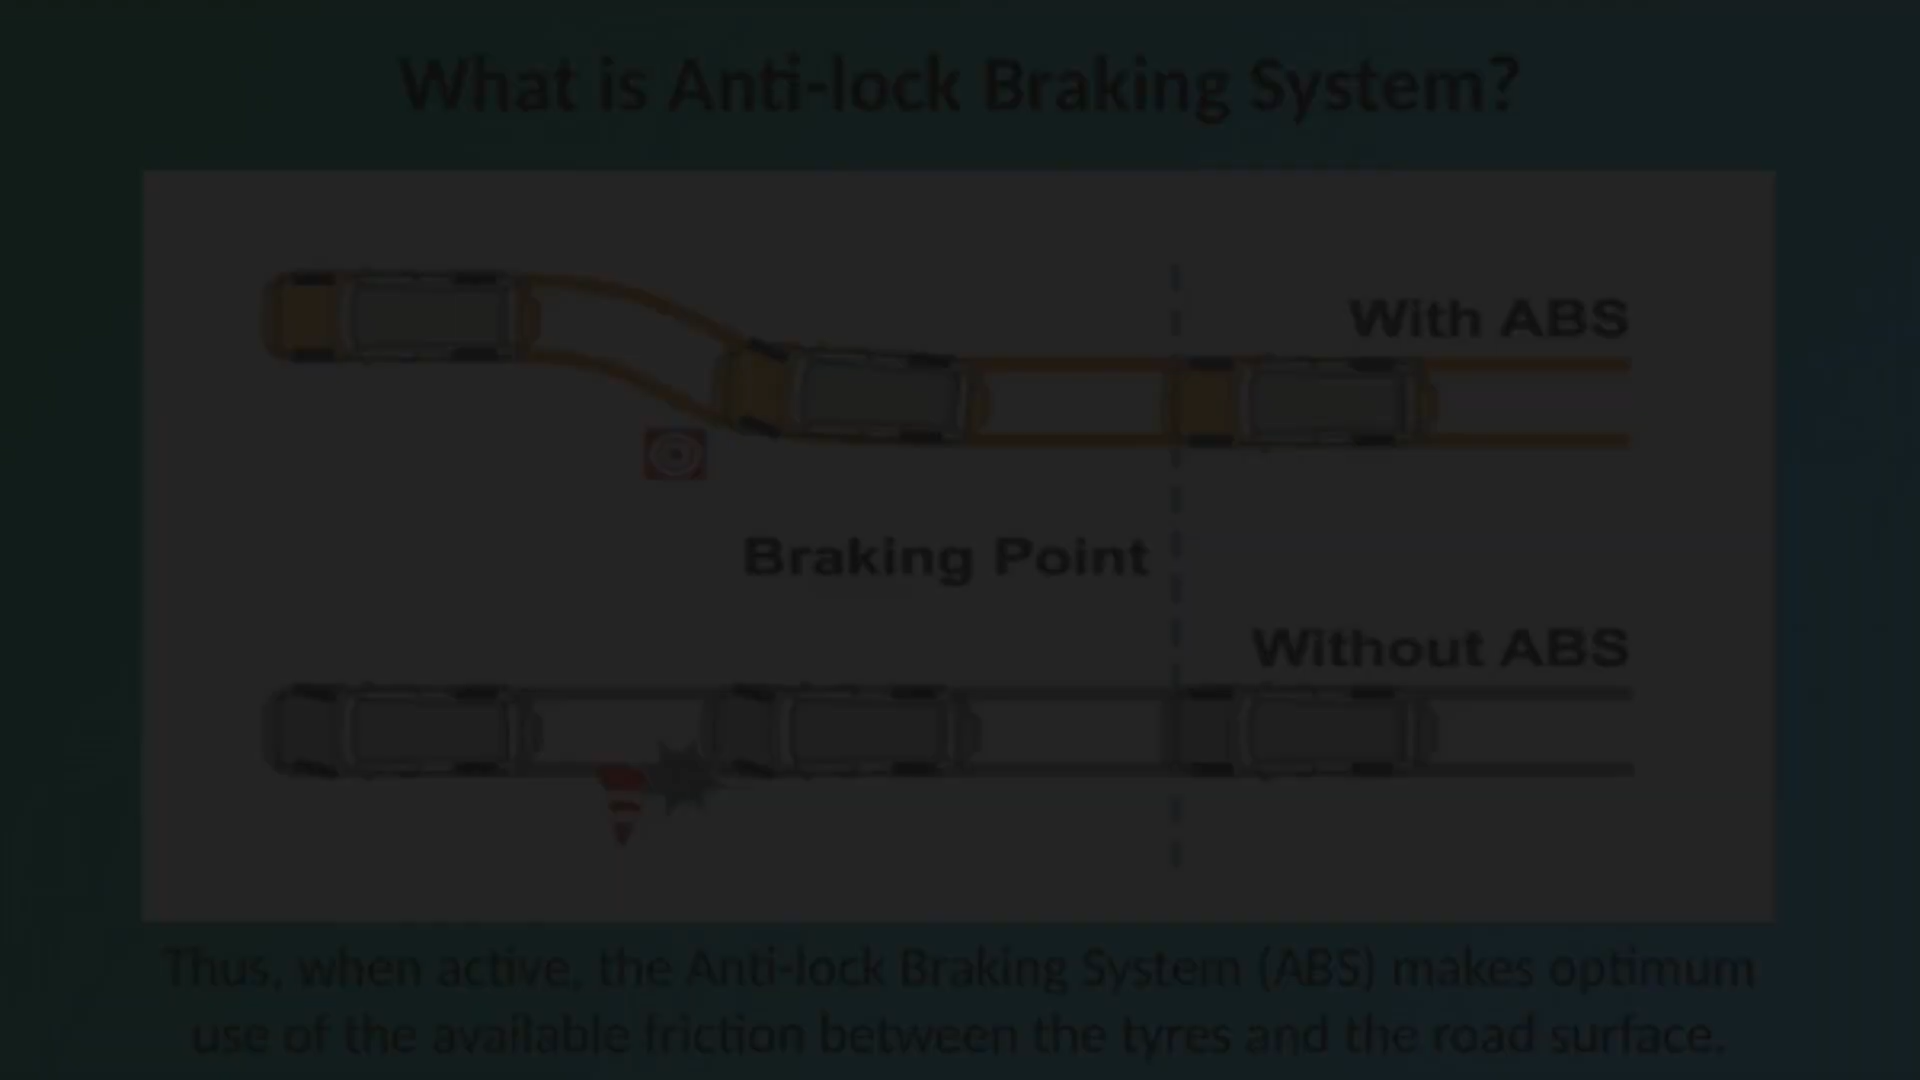 What is Anti-lock Braking System?
With ABS
Braking Point
Without ABS
Thus, when active, the Anti-lock Braking System (ABS) makes optimum
use of the available friction between the tyres and the road surface.